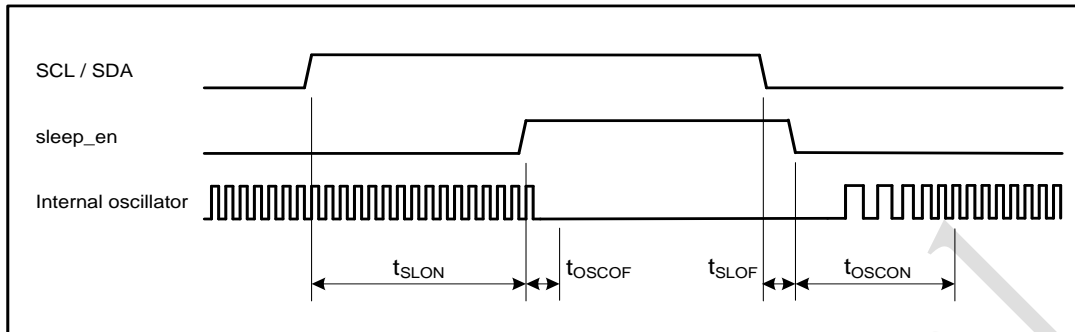 SCL / SDA
sleep_en
Internal oscillator
tSLON
tOSCOF
tSLOF
tOSCON